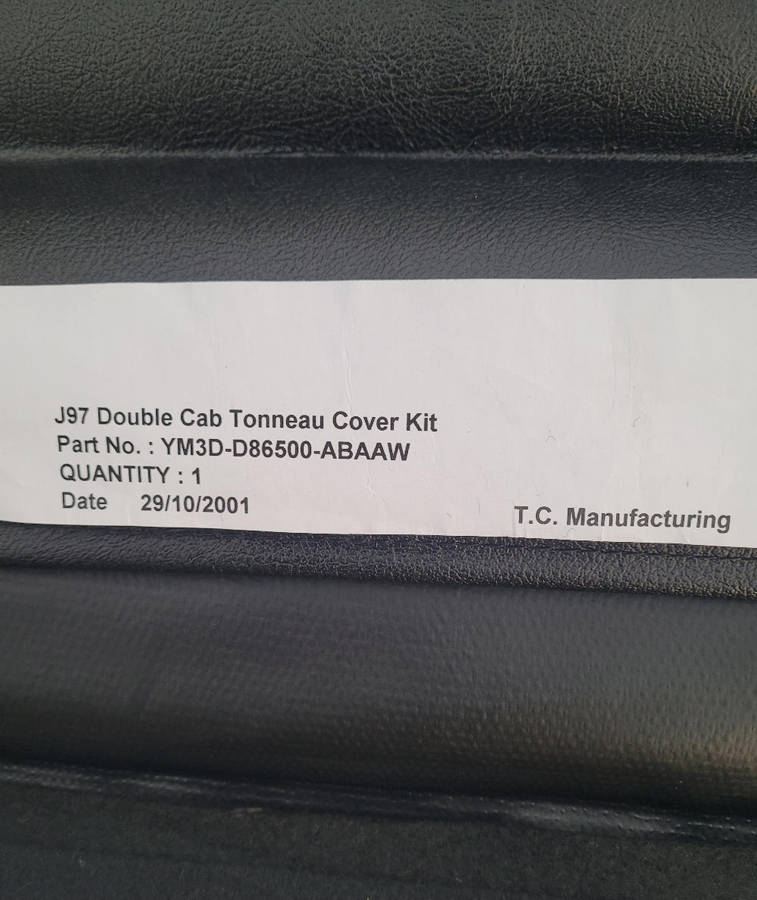 J97 Double Cab Tonneau Cover Kit
Part No. : YM3D-D86500-ABAAW
QUANTITY : 1
Date 29/10/2001
T.C. Manufacturing